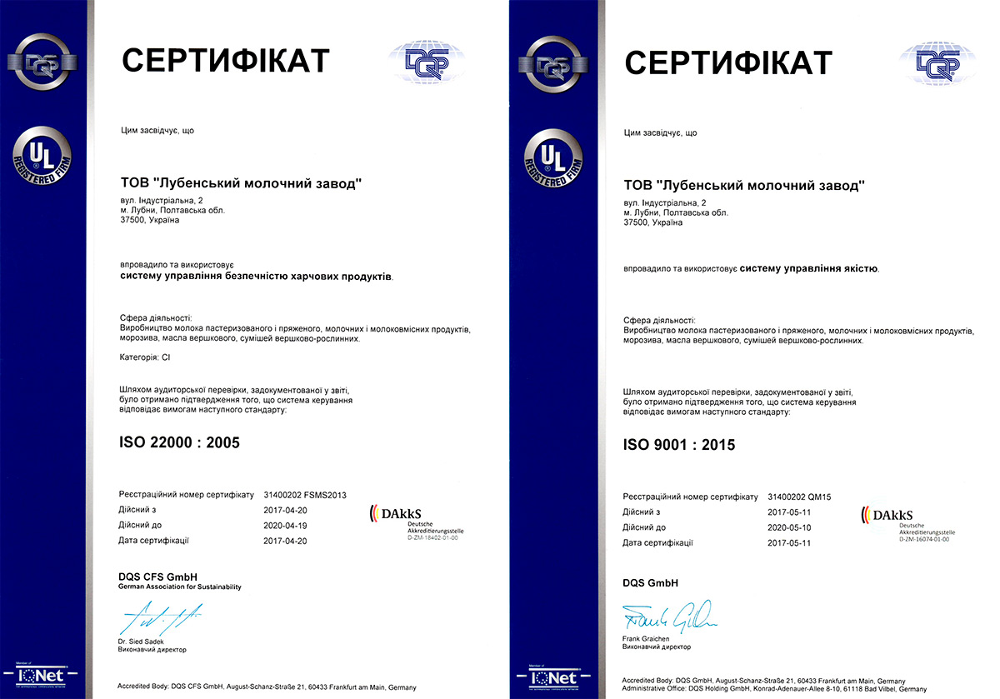 DQS
UL
®
REGISTERED FIRM
СЕРТИФІКАТ
DQS
Цим засвідчує, що
ТОВ "Лубенський молочний завод"
вул. Індустріальна, 2
м. Лубни, Полтавська обл.
37500, Україна
впровадило та використовує
систему управління безпечністю харчових продуктів.
Сфера діяльності:
Виробництво молока пастеризованого і пряженого, молочних і молоковмісних продуктів,
морозива, масла вершкового, сумішей вершково-рослинних.
Категорія: CI
Шляхом аудиторської перевірки, задокументованої у звіті,
було отримано підтвердження того, що система керування
відповідає вимогам наступного стандарту:
ISO 22000 : 2005
Реєстраційний номер сертифікату 31400202 FSMS2013
Дійсний з 2017-04-20
Дійсний до 2020-04-19
Дата сертифікації 2017-04-20
DAkkS
Deutsche
Akkreditierungsstelle
D-ZM-18402-01-00
DQS CFS GmbH
German Association for Sustainability
Dr. Sied Sadek
Виконавчий директор
Member of
IQNet
THE INTERNATIONAL CERTIFICATION NETWORK
Accredited Body: DQS CFS GmbH, August-Schanz-Straße 21, 60433 Frankfurt am Main, Germany
DQS
UL
®
REGISTERED FIRM
СЕРТИФІКАТ
DQS
Цим засвідчує, що
ТОВ "Лубенський молочний завод"
вул. Індустріальна, 2
м. Лубни, Полтавська обл.
37500, Україна
впровадило та використовує систему управління якістю.
Сфера діяльності:
Виробництво молока пастеризованого і пряженого, молочних і молоковмісних продуктів,
морозива, масла вершкового, сумішей вершково-рослинних.
Шляхом аудиторської перевірки, задокументованої у звіті,
було отримано підтвердження того, що система керування
відповідає вимогам наступного стандарту:
ISO 9001 : 2015
Реєстраційний номер сертифікату 31400202 QM15
Дійсний з 2017-05-11
Дійсний до 2020-05-10
Дата сертифікації 2017-05-11
DAkkS
Deutsche
Akkreditierungsstelle
D-ZM-16074-01-00
DQS GmbH
Frank Graichen
Виконавчий директор
Member of
IQNet
THE INTERNATIONAL CERTIFICATION NETWORK
Accredited Body: DQS GmbH, August-Schanz-Straße 21, 60433 Frankfurt am Main, Germany
Administrative Office: DQS Holding GmbH, Konrad-Adenauer-Allee 8-10, 61118 Bad Vilbel, Germany